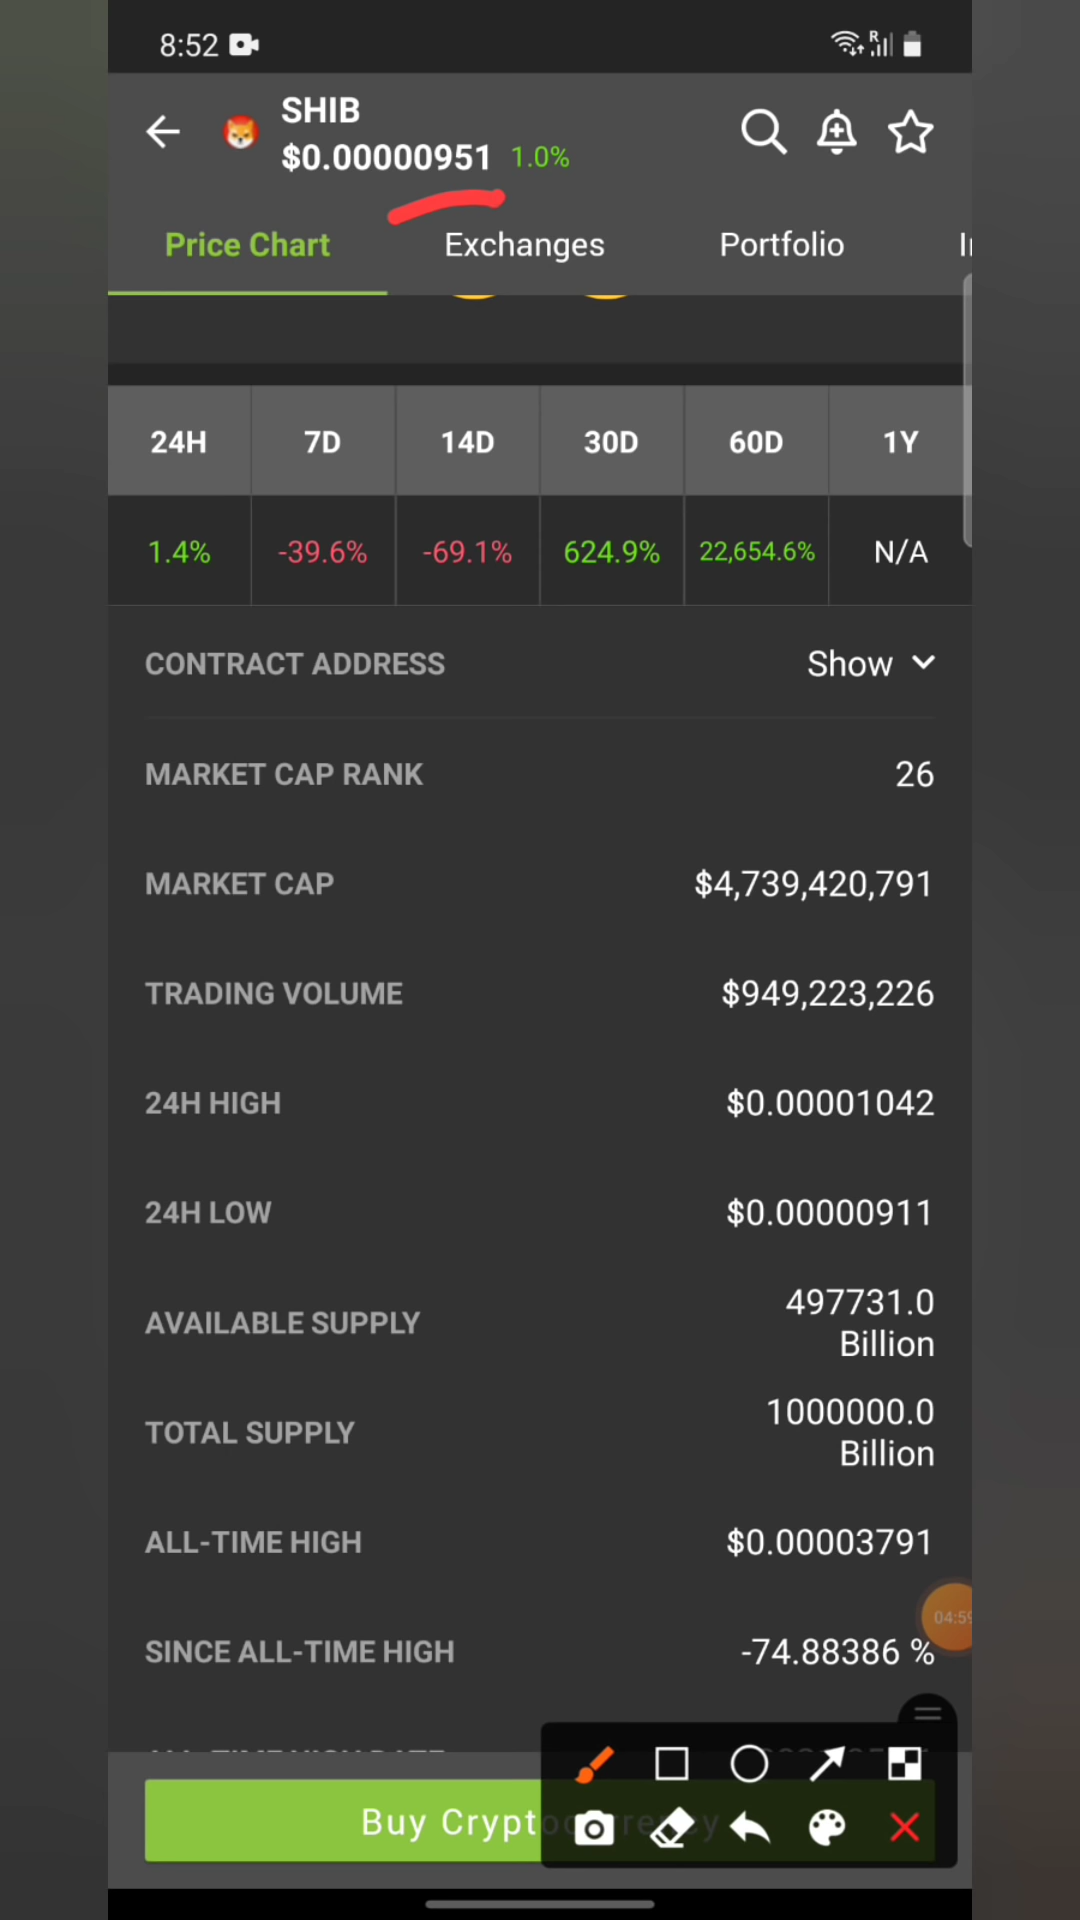 8:52
SHIB
$0.00000951 1.0%
Price Chart Exchanges Portfolio
24H 7D 14D 30D 60D 1Y
1.4% -39.6% -69.1% 624.9% 22,654.6% N/A
CONTRACT ADDRESS Show
MARKET CAP RANK 26
MARKET CAP $4,739,420,791
TRADING VOLUME $949,223,226
24H HIGH $0.00001042
24H LOW $0.00000911
AVAILABLE SUPPLY 497731.0
Billion
TOTAL SUPPLY 1000000.0
Billion
ALL-TIME HIGH $0.00003791
04:59
SINCE ALL-TIME HIGH -74.88386 %
Buy Cryptocurrency